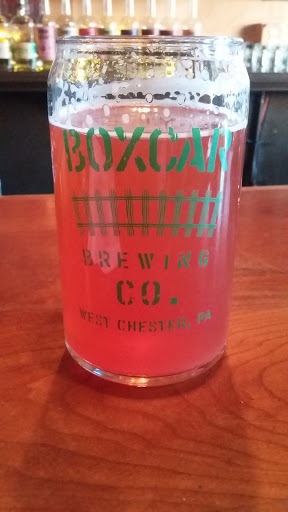 BOXCAR
BREWING
CO.
WEST CHESTER, PA